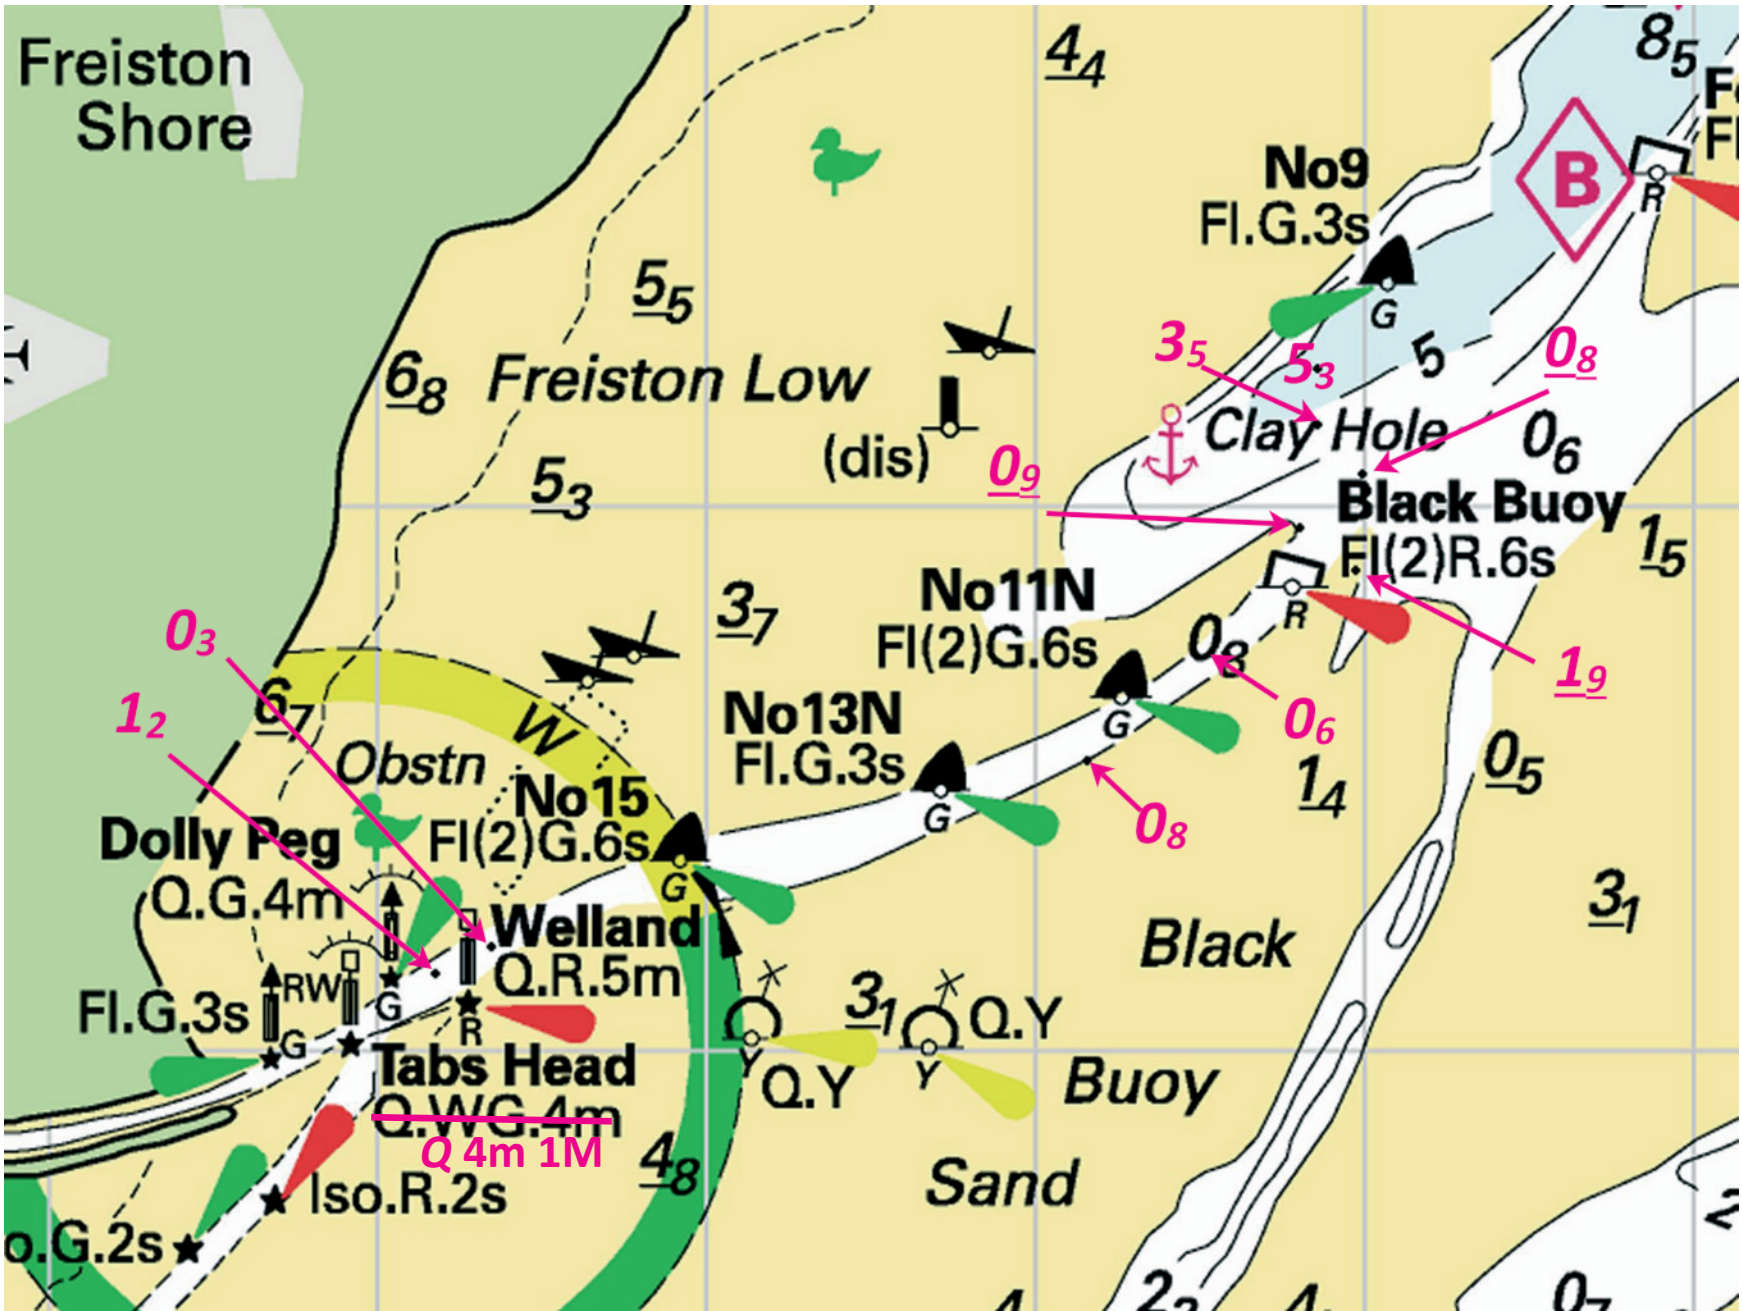 Freiston
Shore
4₄
8₅
F
Fl
No9
Fl.G.3s
B
R
5₅
G
3₅
5₃
5
0₈
6₈
Freiston Low
Clay Hole
0₆
(dis)
0₉
5₃
Black Buoy
Fl(2)R.6s
1₅
No11N
Fl(2)G.6s
3₇
R
0₃
0₈
1₉
6₇
W
No13N
Fl.G.3s
G
0₆
1₂
Obstn
1₄
0₅
No15
Fl(2)G.6s
G
0₈
Dolly Peg
Q.G.4m
G
3₁
Welland
Q.R.5m
Black
RW
Fl.G.3s
G
G
R
3₁
Q.Y
Tabs Head
Q.WG.4m
Y
Q.Y
Y
Buoy
Q 4m 1M
4₈
Sand
Iso.R.2s
o.G.2s
2